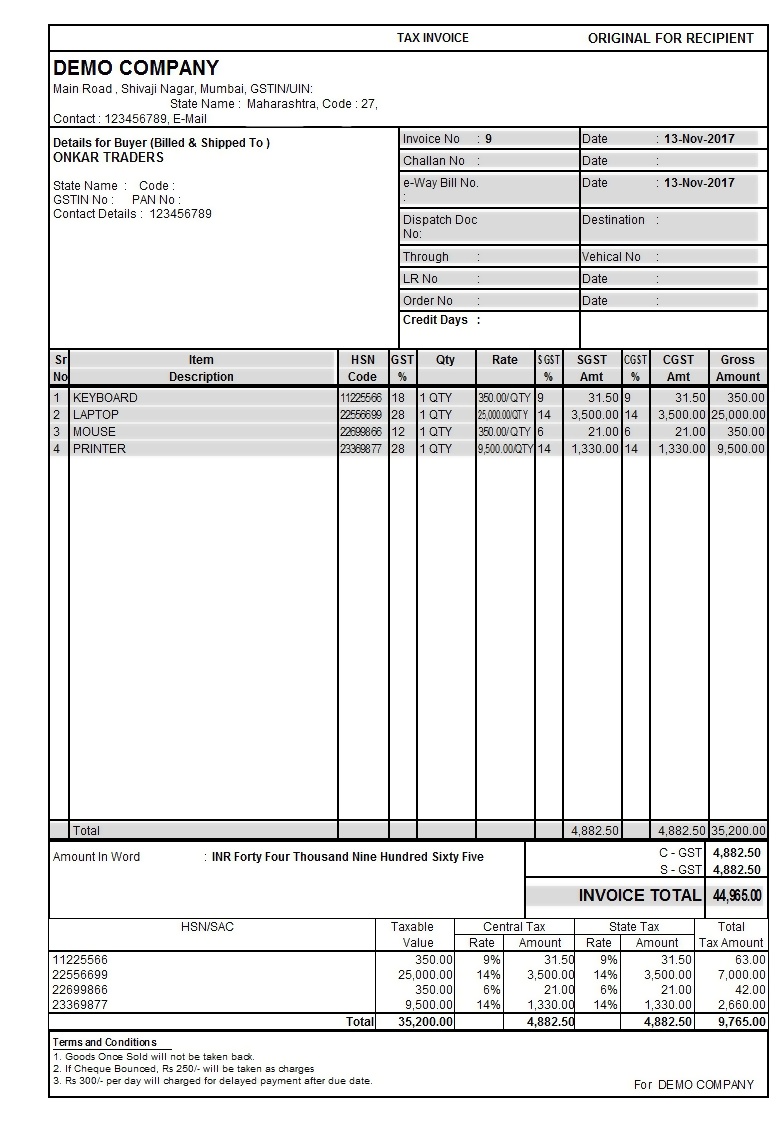 TAX INVOICE ORIGINAL FOR RECIPIENT
DEMO COMPANY
Main Road , Shivaji Nagar, Mumbai, GSTIN/UIN:
State Name : Maharashtra, Code : 27,
Contact : 123456789, E-Mail
Details for Buyer (Billed & Shipped To )
ONKAR TRADERS
State Name : Code :
GSTIN No : PAN No :
Contact Details : 123456789
Invoice No : 9 Date : 13-Nov-2017
Challan No : Date :
e-Way Bill No. Date : 13-Nov-2017
:
Dispatch Doc Destination :
No:
Through : Vehical No :
LR No : Date :
Order No : Date :
Credit Days :
Sr Item HSN GST Qty Rate SGST SGST CGST CGST Gross
No Description Code % % Amt % Amt Amount
1 KEYBOARD 11225566 18 1 QTY 350.00/QTY 9 31.50 9 31.50 350.00
2 LAPTOP 22556699 28 1 QTY 25,000.00/QTY 14 3,500.00 14 3,500.00 25,000.00
3 MOUSE 22699866 12 1 QTY 350.00/QTY 6 21.00 6 21.00 350.00
4 PRINTER 23369877 28 1 QTY 9,500.00/QTY 14 1,330.00 14 1,330.00 9,500.00
Total 4,882.50 4,882.50 35,200.00
Amount In Word : INR Forty Four Thousand Nine Hundred Sixty Five
C - GST 4,882.50
S - GST 4,882.50
INVOICE TOTAL 44,965.00
HSN/SAC Taxable Central Tax State Tax Total
Value Rate Amount Rate Amount Tax Amount
11225566 350.00 9% 31.50 9% 31.50 63.00
22556699 25,000.00 14% 3,500.00 14% 3,500.00 7,000.00
22699866 350.00 6% 21.00 6% 21.00 42.00
23369877 9,500.00 14% 1,330.00 14% 1,330.00 2,660.00
Total 35,200.00 4,882.50 4,882.50 9,765.00
Terms and Conditions
1. Goods Once Sold will not be taken back.
2. If Cheque Bounced, Rs 250/- will be taken as charges
3. Rs 300/- per day will charged for delayed payment after due date.
For DEMO COMPANY